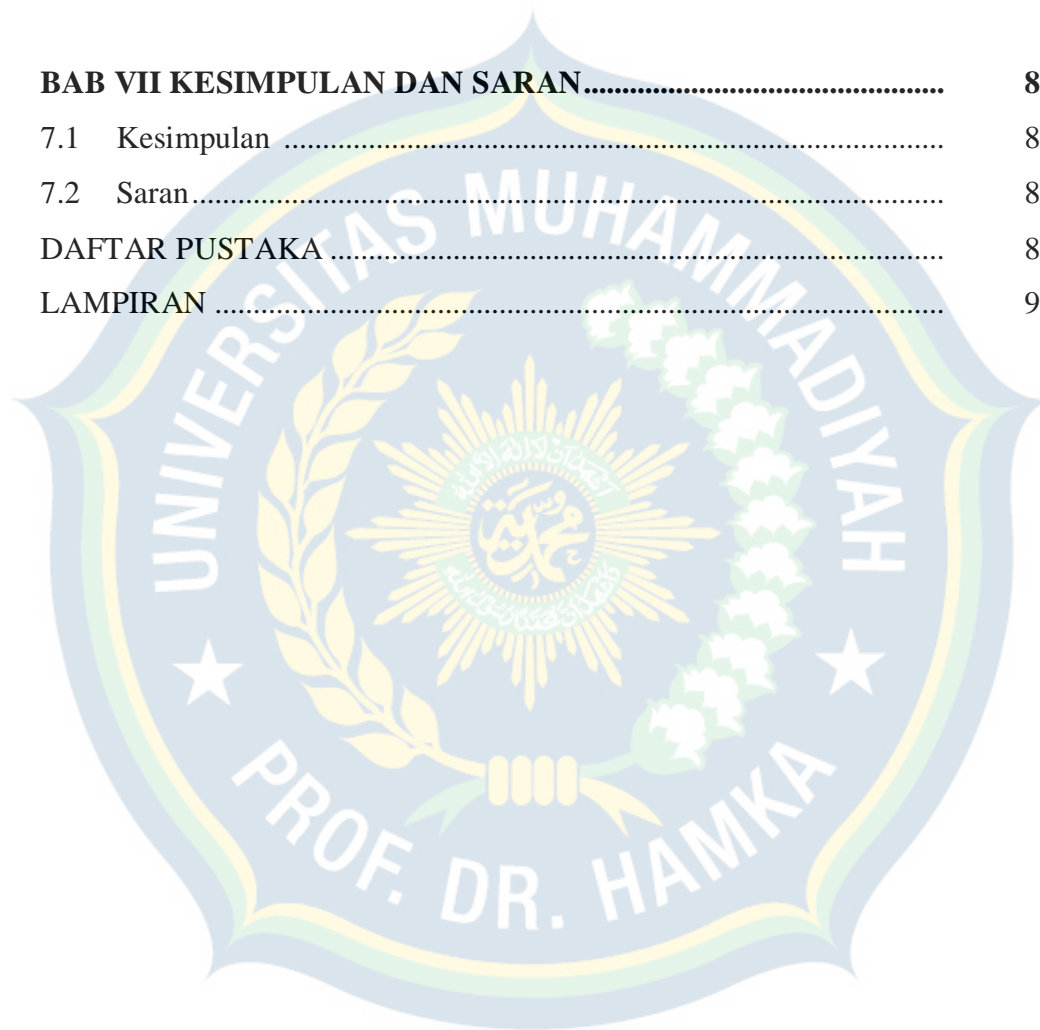 BAB VII KESIMPULAN DAN SARAN............................................... 8
7.1 Kesimpulan ..................................................................................... 8
7.2 Saran.................................................................................................. 8
DAFTAR PUSTAKA ................................................................................ 8
LAMPIRAN ............................................................................................... 9
UNIVERSITAS MUHAMMADIYAH
PROF. DR. HAMKA